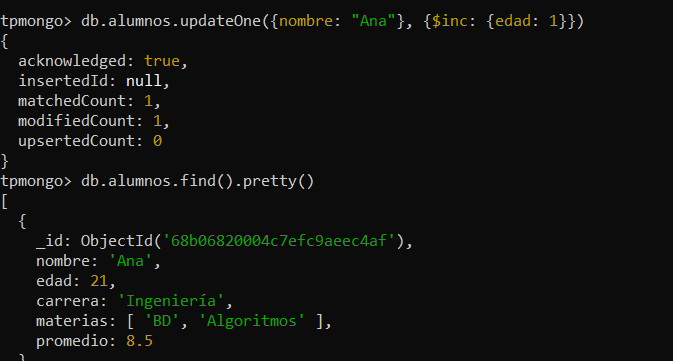 tpmongo> db.alumnos.updateOne({nombre: "Ana"}, {$inc: {edad: 1}})
{
  acknowledged: true,
  insertedId: null,
  matchedCount: 1,
  modifiedCount: 1,
  upsertedCount: 0
}
tpmongo> db.alumnos.find().pretty()
[
  {
    _id: ObjectId('68b06820004c7efc9aeec4af'),
    nombre: 'Ana',
    edad: 21,
    carrera: 'Ingeniería',
    materias: [ 'BD', 'Algoritmos' ],
    promedio: 8.5
  }